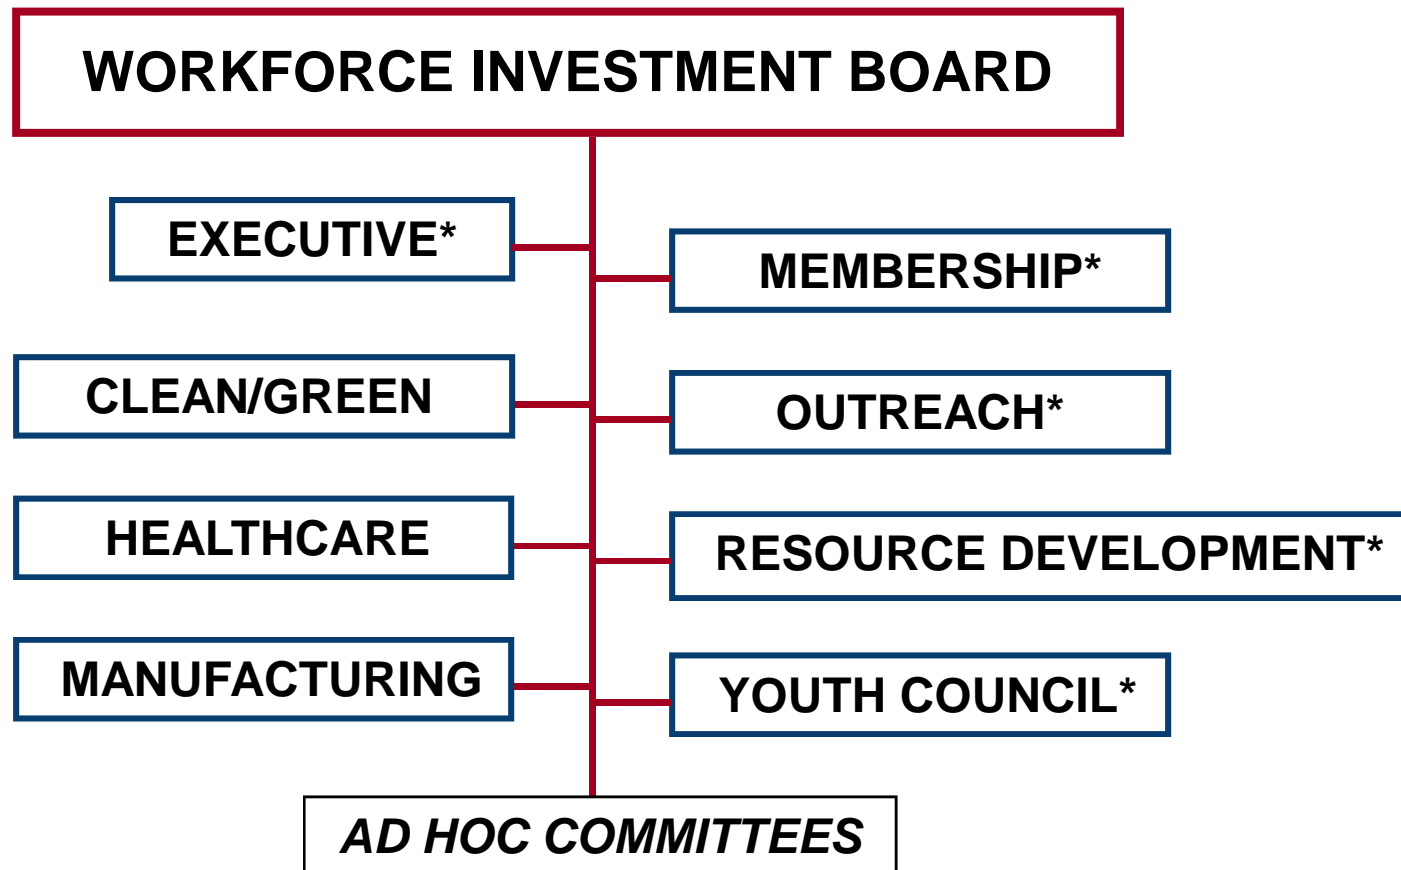 WORKFORCE INVESTMENT BOARD
EXECUTIVE*
MEMBERSHIP*
CLEAN/GREEN
OUTREACH*
HEALTHCARE
RESOURCE DEVELOPMENT*
MANUFACTURING
YOUTH COUNCIL*
AD HOC COMMITTEES